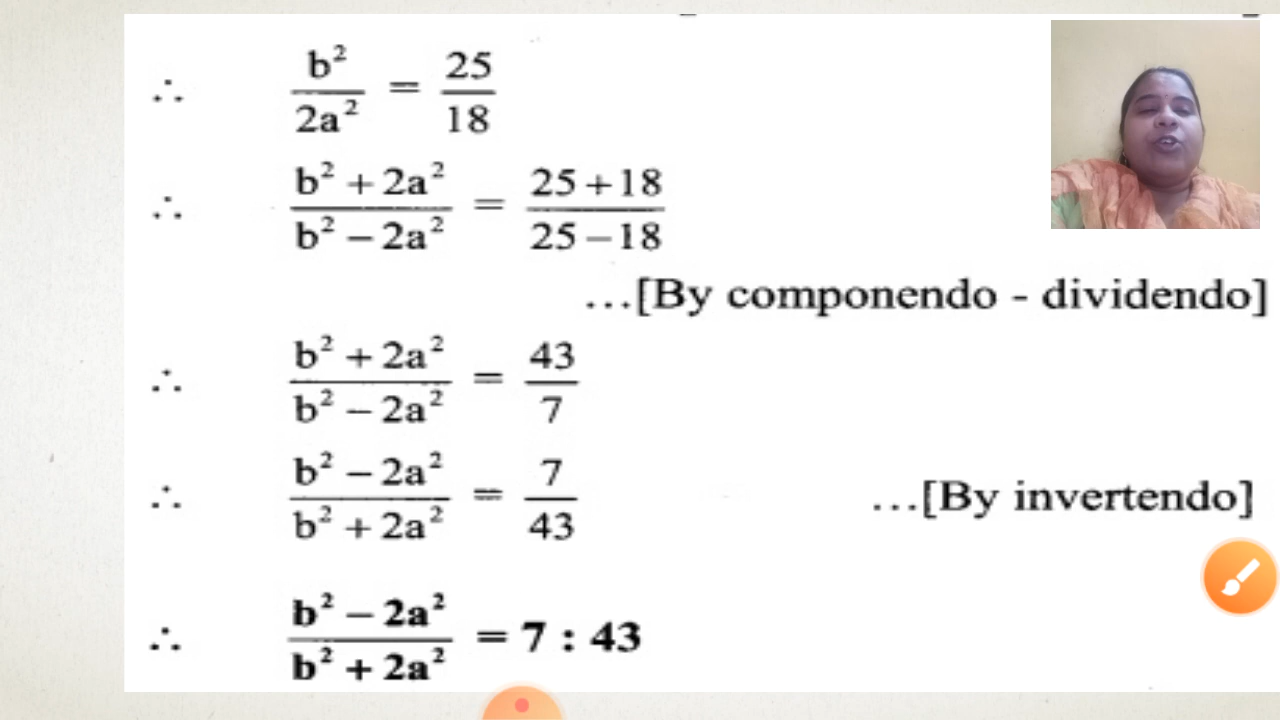 ∴ b²/2a² = 25/18
∴ b² + 2a²/b² − 2a² = 25 + 18/25 − 18
...[By componendo - dividendo]
∴ b² + 2a²/b² − 2a² = 43/7
∴ b² − 2a²/b² + 2a² = 7/43 ...[By invertendo]
∴ b² − 2a²/b² + 2a² = 7 : 43